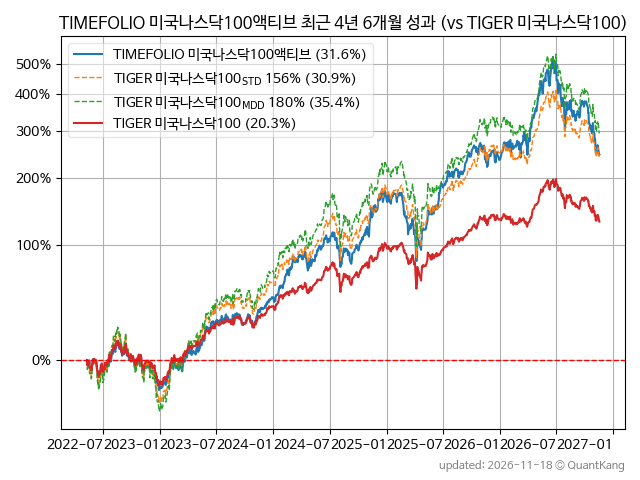 TIMEFOLIO 미국나스닥100액티브 최근 4년 6개월 성과 (vs TIGER 미국나스닥100)
TIMEFOLIO 미국나스닥100액티브 (31.6%)
TIGER 미국나스닥100STD 156% (30.9%)
TIGER 미국나스닥100MDD 180% (35.4%)
TIGER 미국나스닥100 (20.3%)
500%
400%
300%
200%
100%
0%
2022-07 2023-01 2023-07 2024-01 2024-07 2025-01 2025-07 2026-01 2026-07 2027-01
updated: 2026-11-18 © QuantKang